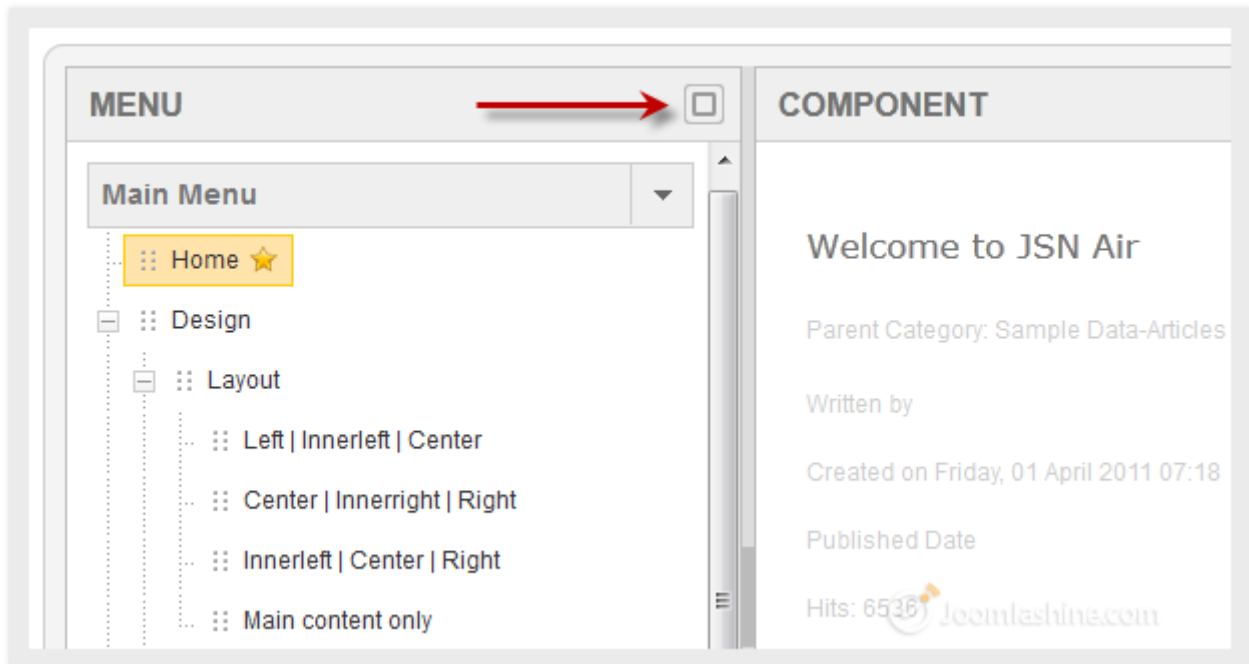 MENU
COMPONENT
Main Menu
Home
Design
Layout
Left | Innerleft | Center
Center | Innerright | Right
Innerleft | Center | Right
Main content only
Welcome to JSN Air
Parent Category: Sample Data-Articles
Written by
Created on Friday, 01 April 2011 07:18
Published Date
Hits: 6536
Joomlashine.com